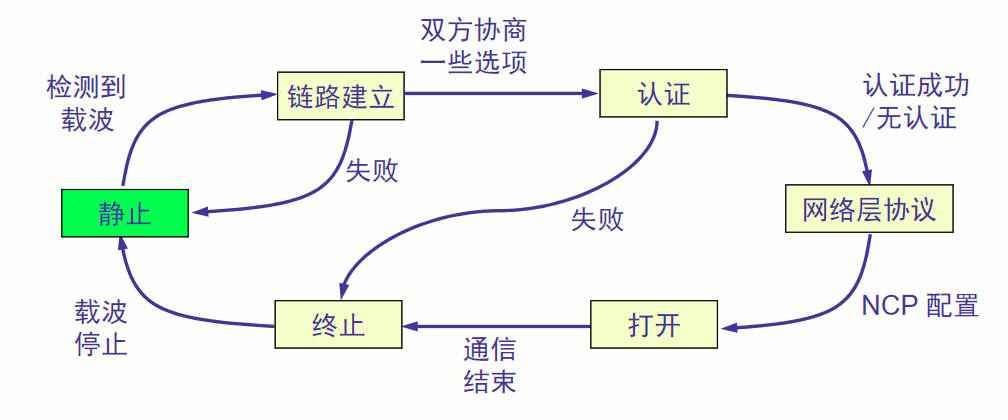 双方协商
一些选项
检测到
载波
链路建立
认证
认证成功
/无认证
失败
静止
失败
网络层协议
载波
停止
终止
通信
结束
打开
NCP 配置